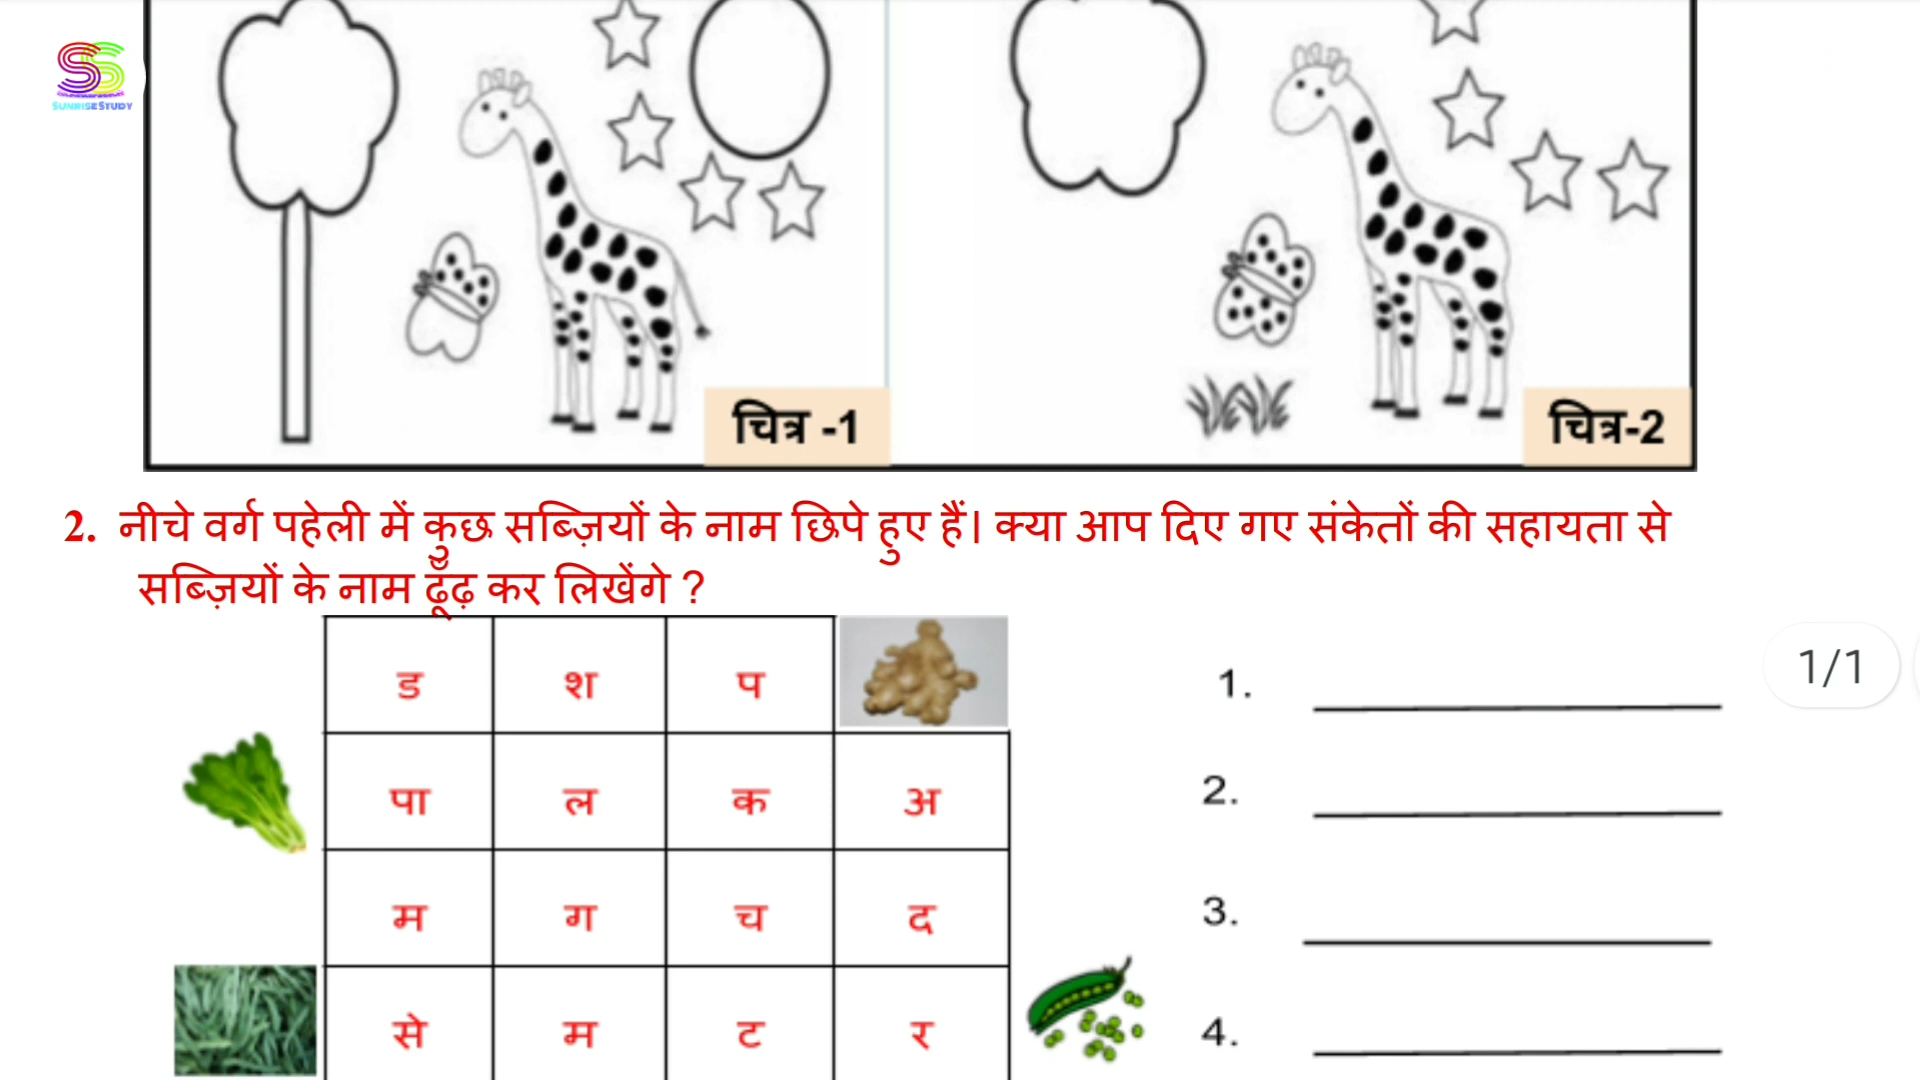 SS
SUNRISE STUDY
चित्र -1
चित्र-2
2. नीचे वर्ग पहेली में कुछ सब्ज़ियों के नाम छिपे हुए हैं। क्या आप दिए गए संकेतों की सहायता से
सब्ज़ियों के नाम ढूँढ़ कर लिखेंगे ?
ड श प
पा ल क अ
म ग च द
से म ट र
1.
2.
3.
4.
1/1